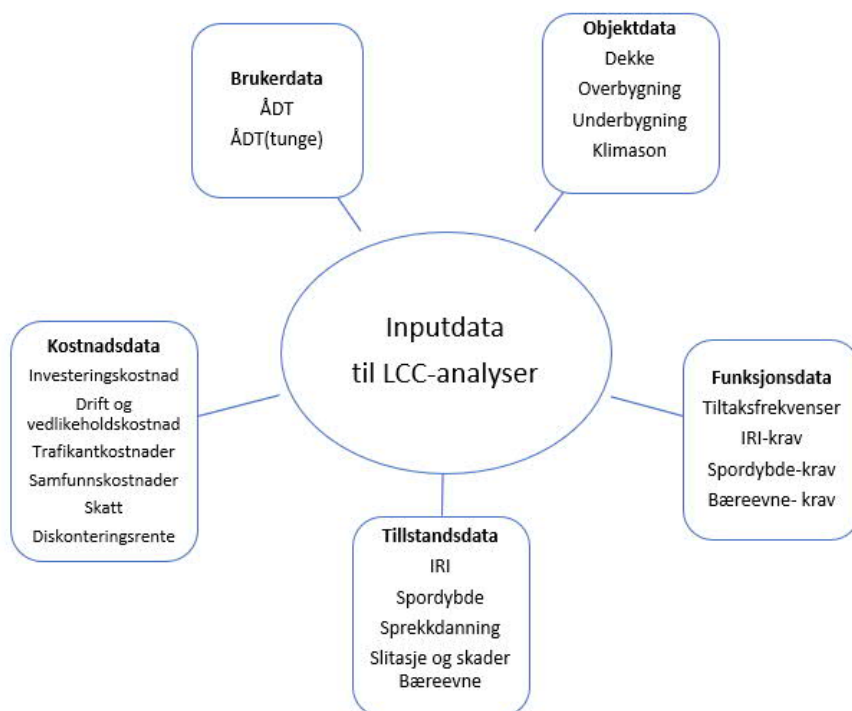 Brukerdata
ÅDT
ÅDT(tunge)
Objektdata
Dekke
Overbygning
Underbygning
Klimason
Inputdata
til LCC-analyser
Kostnadsdata
Investeringskostnad
Drift og
vedlikeholdskostnad
Trafikantkostnader
Samfunnskostnader
Skatt
Diskonteringsrente
Funksjonsdata
Tiltaksfrekvenser
IRI-krav
Spordybde-krav
Bæreevne- krav
Tillstandsdata
IRI
Spordybde
Sprekkdanning
Slitasje og skader
Bæreevne